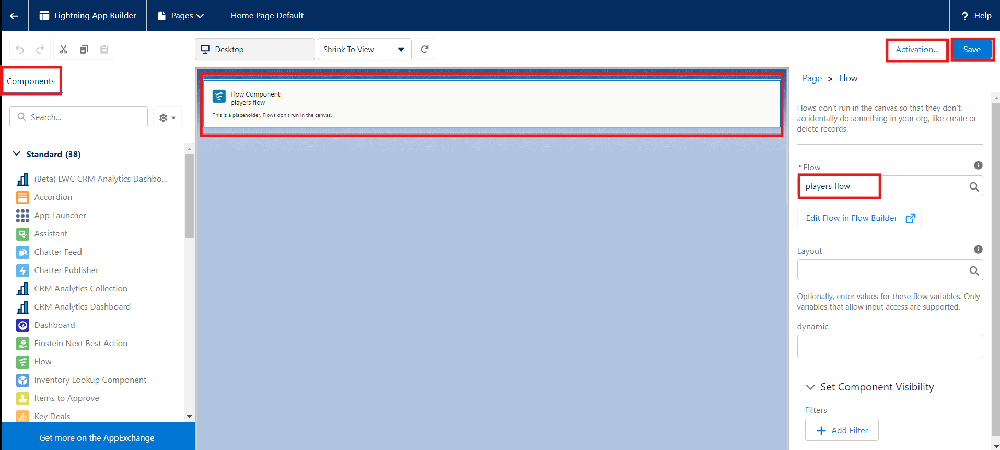 Lightning App Builder
Pages
Home Page Default
? Help
Desktop
Shrink To View
Activation...
Save
Components
Search...
Standard (38)
(Beta) LWC CRM Analytics Dashbo...
Accordion
App Launcher
Assistant
Chatter Feed
Chatter Publisher
CRM Analytics Collection
CRM Analytics Dashboard
Dashboard
Einstein Next Best Action
Flow
Inventory Lookup Component
Items to Approve
Key Deals
Get more on the AppExchange
Flow Component:
players flow
This is a placeholder. Flows don't run in the canvas.
Page > Flow
Flows don't run in the canvas so that they don't
accidentally do something in your org, like create or
delete records.
* Flow
players flow
Edit Flow in Flow Builder
Layout
Optionally, enter values for these flow variables. Only
variables that allow input access are supported.
dynamic
Set Component Visibility
Filters
+ Add Filter